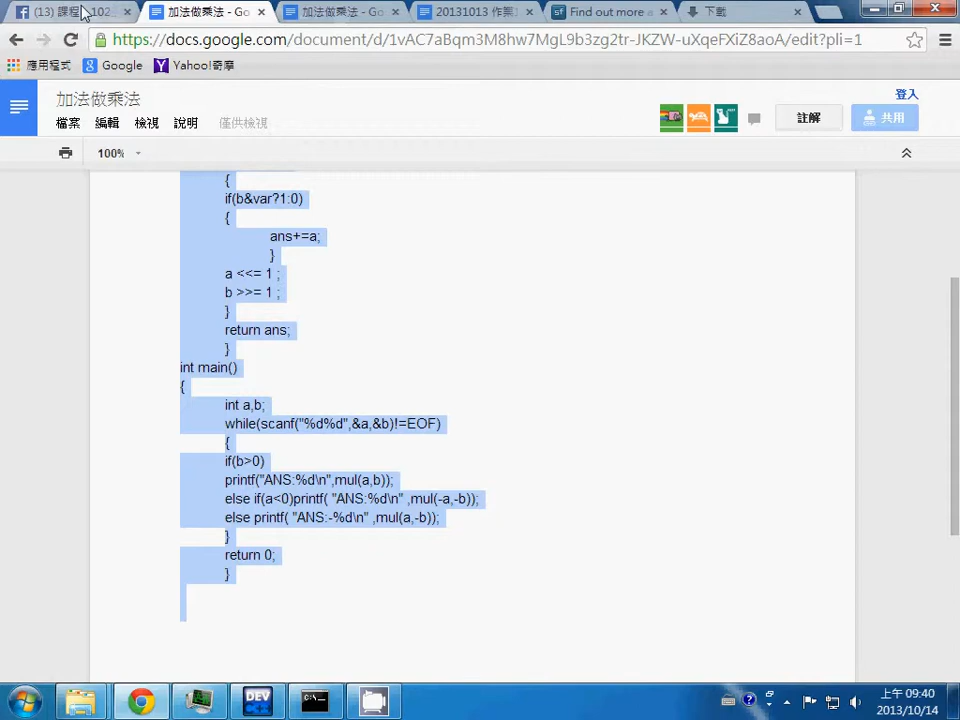 (13) 課程
102_
加法做乘法 - Go
加法做乘法 - Go
20131013 作業
Find out more
下載
https://docs.google.com/document/d/1vAC7aBqm3M8hw7MgL9b3zg2tr-JKZW-uXqeFXiZ8aoA/edit?pli=1
應用程式
Google
Yahoo!奇摩
加法做乘法
登入
檔案 編輯 檢視 說明 僅供檢視
註解
共用
100%
{
if(b&var?1:0)
{
ans+=a;
}
a <<= 1 ;
b >>= 1 ;
}
return ans;
}
int main()
{
int a,b;
while(scanf("%d%d",&a,&b)!=EOF)
{
if(b>0)
printf("ANS:%d\n",mul(a,b));
else if(a<0)printf( "ANS:%d\n" ,mul(-a,-b));
else printf( "ANS:-%d\n" ,mul(a,-b));
}
return 0;
}
DEV
C++
C:\
上午 09:40
2013/10/14